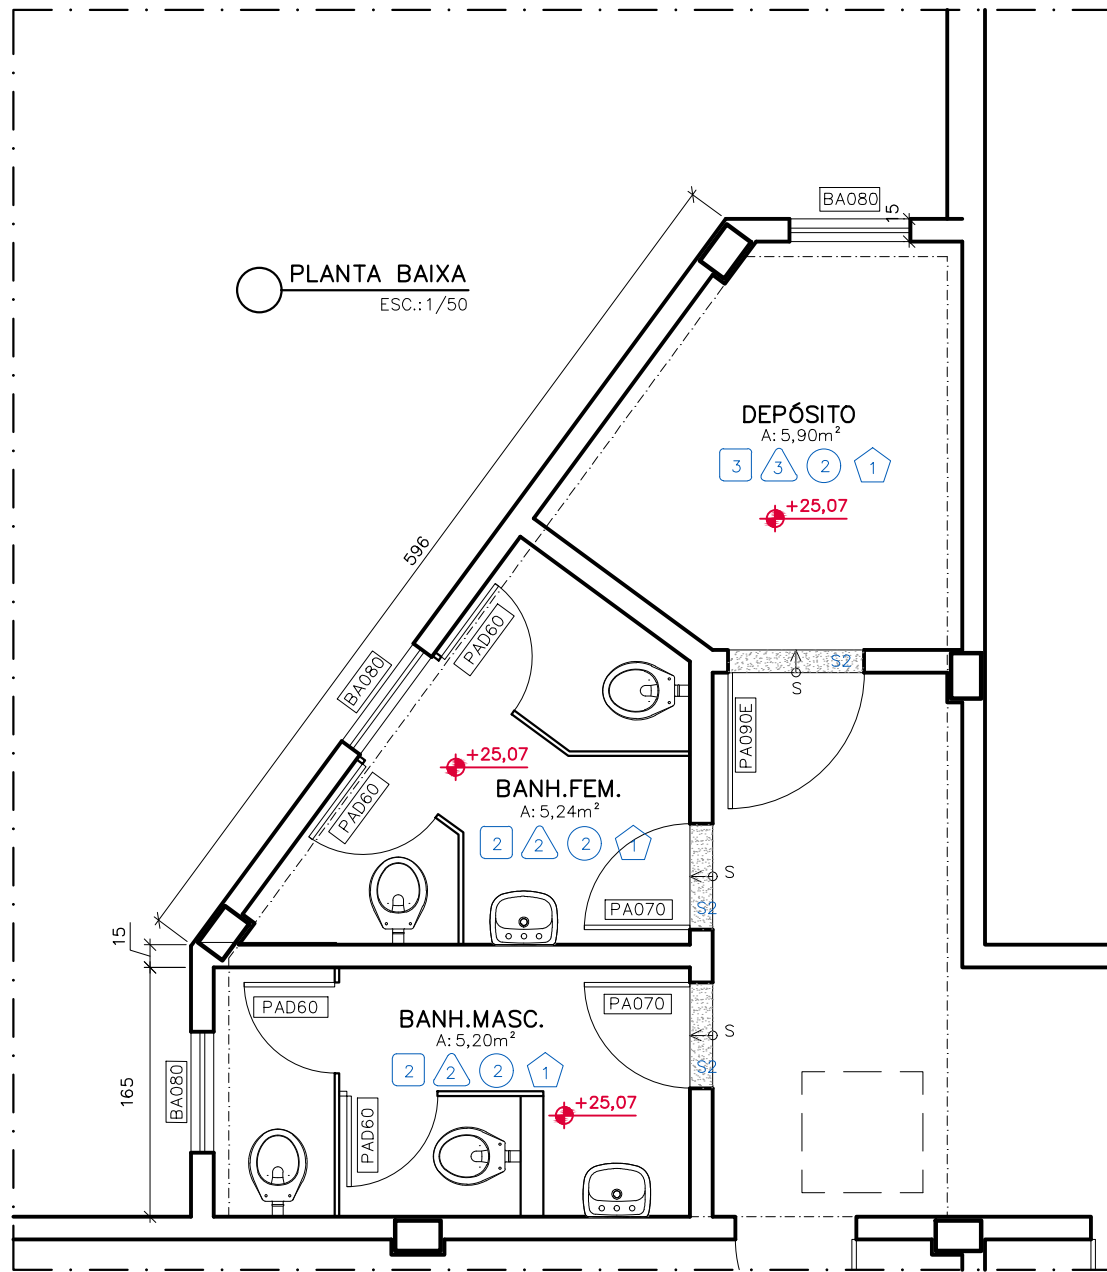 BA080
15
PLANTA BAIXA
ESC.:1/50
DEPÓSITO
A: 5,90m²
3 3 2 1
+25,07
596
PAD60
BA080
S2
S
PA090E
+25,07
BANH.FEM.
A: 5,24m²
2 2 2 1
PAD60
S
PA070
S2
15
PAD60
BANH.MASC.
A: 5,20m²
2 2 2 1
PA070
S
S2
165
BA080
+25,07
PAD60